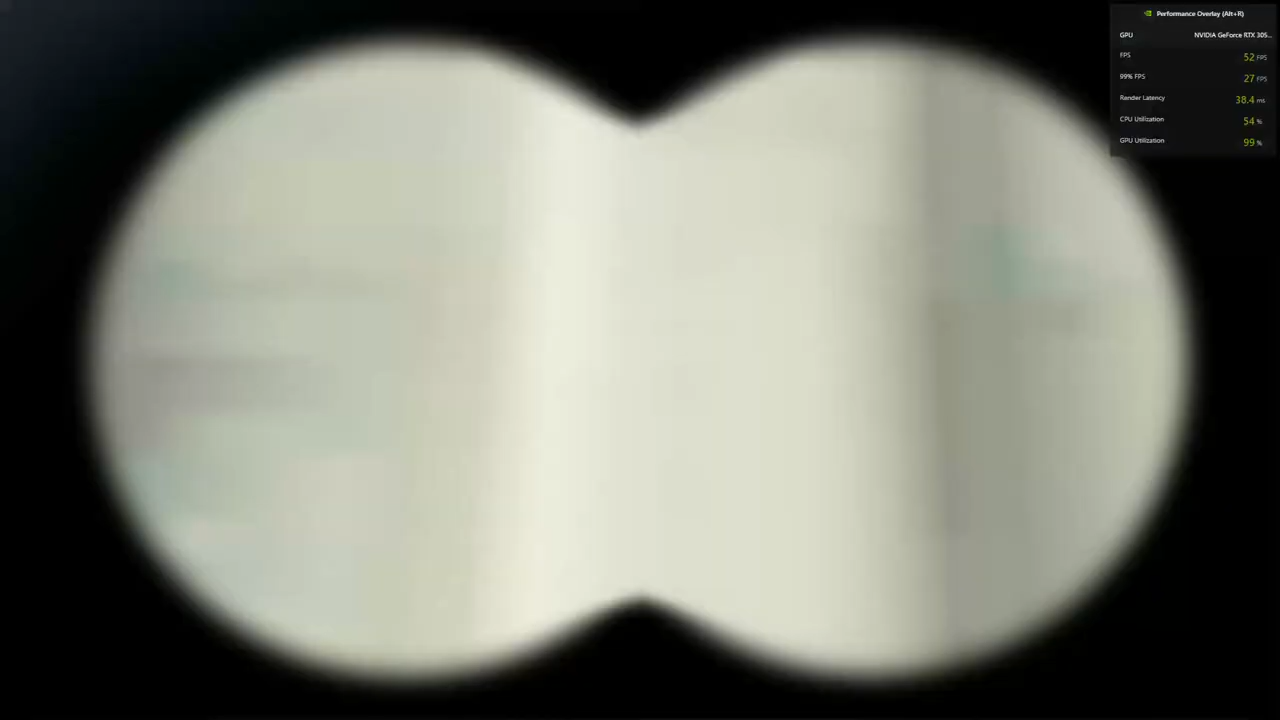 Performance Overlay (Alt+R)
GPU NVIDIA GeForce RTX 305...
FPS 52 FPS
99% FPS 27 FPS
Render Latency 38.4 ms
CPU Utilization 54 %
GPU Utilization 99 %